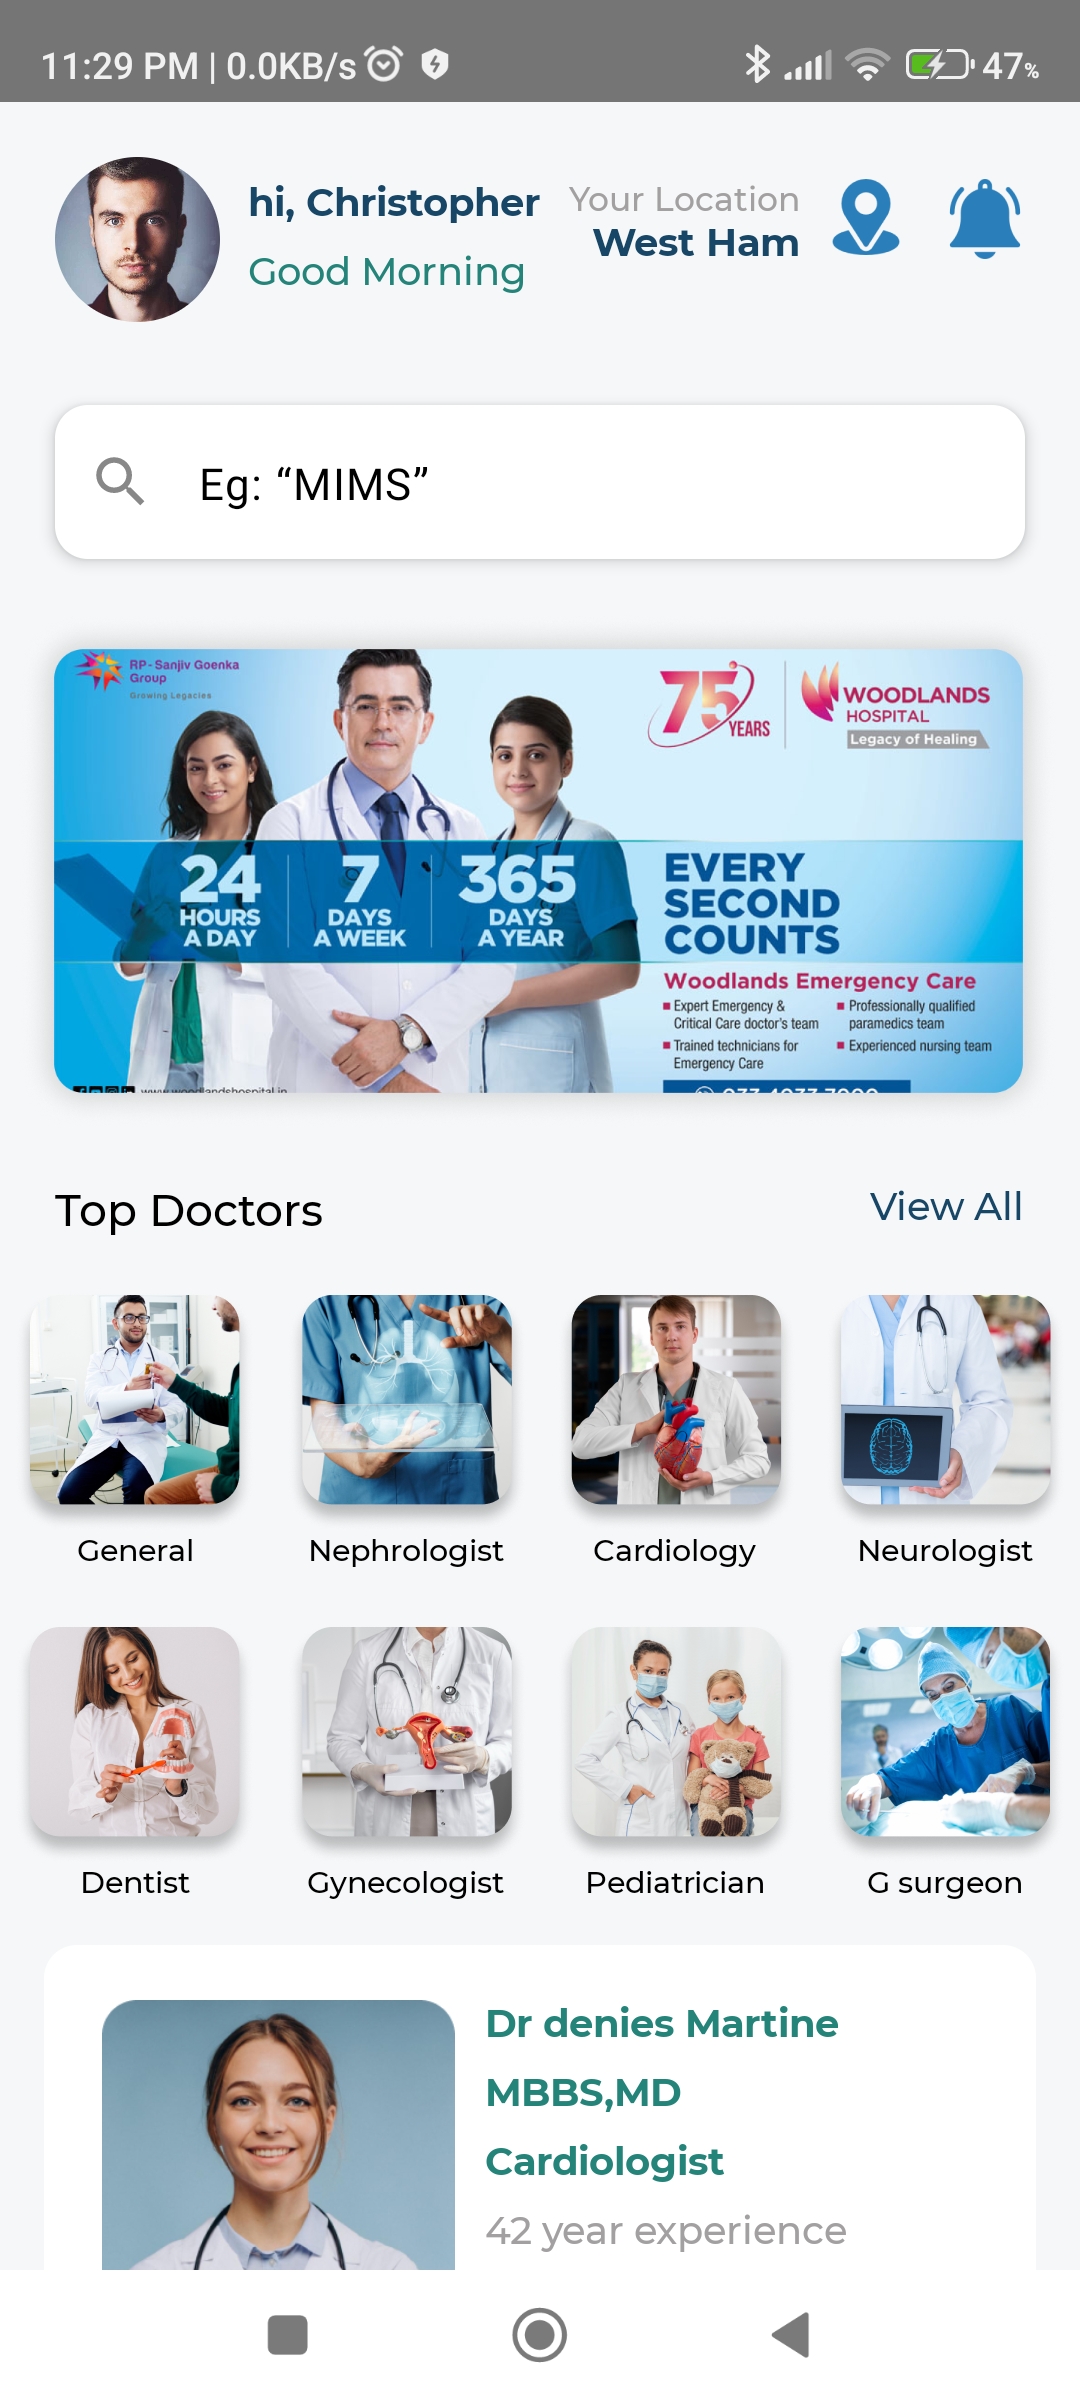 11:29 PM | 0.0KB/s
47%
hi, Christopher
Good Morning
Your Location
West Ham
Eg: “MIMS”
RP - Sanjiv Goenka
Group
Growing Legacies
75
YEARS
WOODLANDS
HOSPITAL
Legacy of Healing
24
HOURS
A DAY
7
DAYS
A WEEK
365
DAYS
A YEAR
EVERY
SECOND
COUNTS
Woodlands Emergency Care
Expert Emergency &
Critical Care doctor's team
Trained technicians for
Emergency Care
Professionally qualified
paramedics team
Experienced nursing team
www.woodlandshospital.in
Top Doctors
View All
General
Nephrologist
Cardiology
Neurologist
Dentist
Gynecologist
Pediatrician
G surgeon
Dr denies Martine
MBBS,MD
Cardiologist
42 year experience